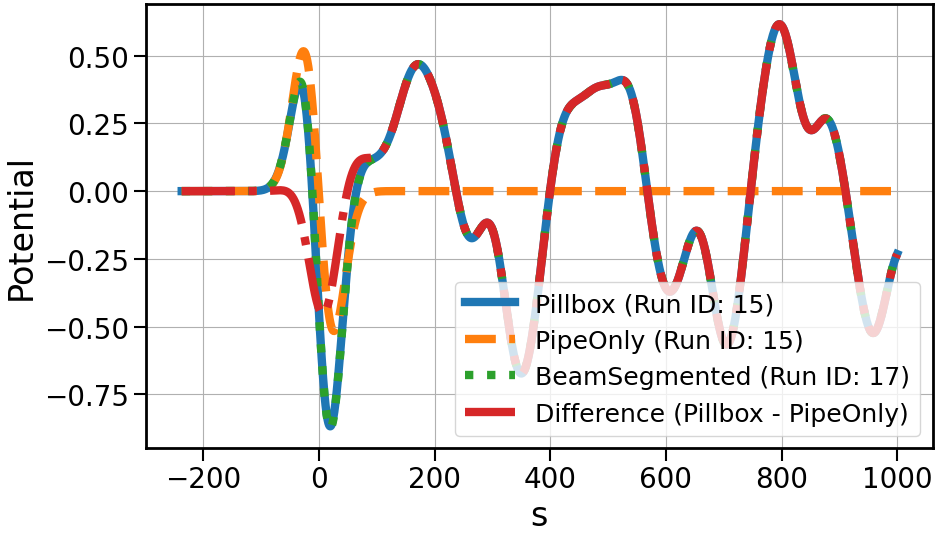 Potential
0.50
0.25
0.00
−0.25
−0.50
−0.75
Pillbox (Run ID: 15)
PipeOnly (Run ID: 15)
BeamSegmented (Run ID: 17)
Difference (Pillbox - PipeOnly)
−200
0
200
400
600
800
1000
s